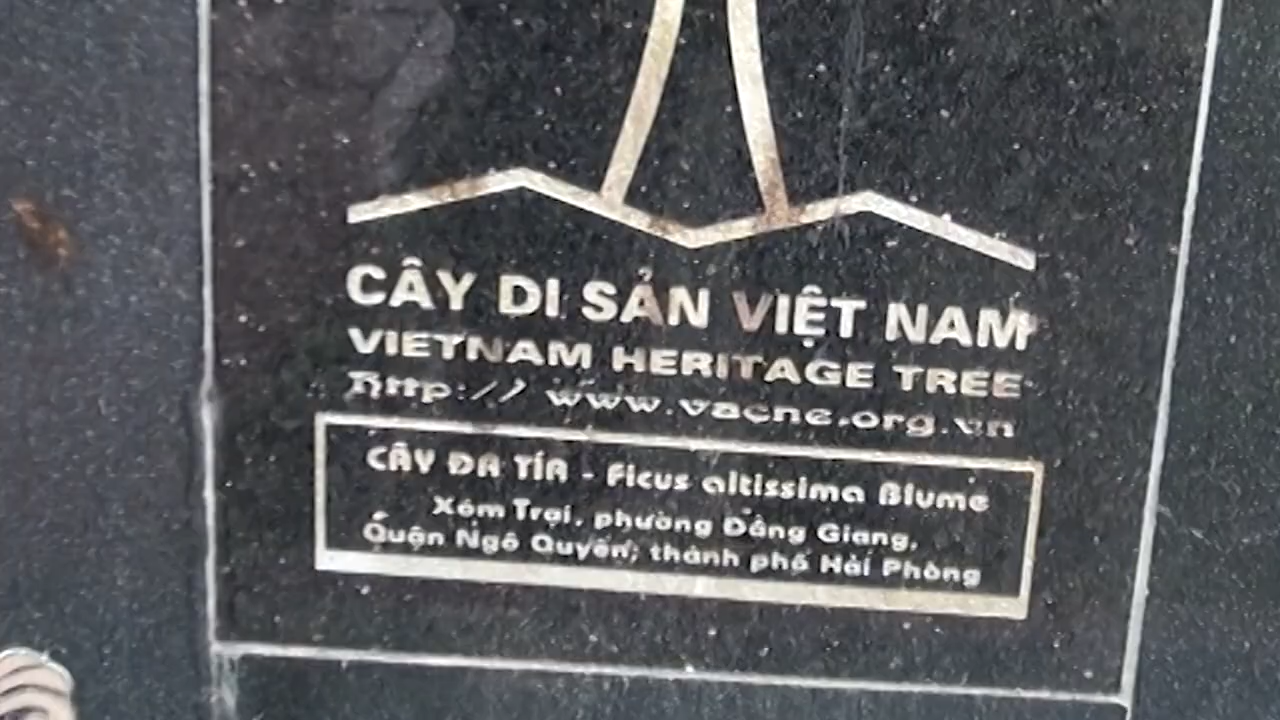 CÂY DI SẢN VIỆT NAM
VIETNAM HERITAGE TREE
http:// www.vacne.org.vn
CÂY ĐA TÍA - Ficus altissima Blume
Xóm Trại, phường Đằng Giang,
Quận Ngô Quyền, thành phố Hải Phòng